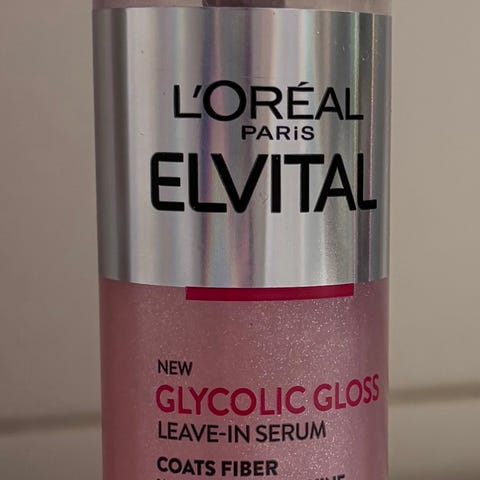 L'ORÉAL
PARiS
ELVITAL
NEW
GLYCOLIC GLOSS
LEAVE-IN SERUM
COATS FIBER